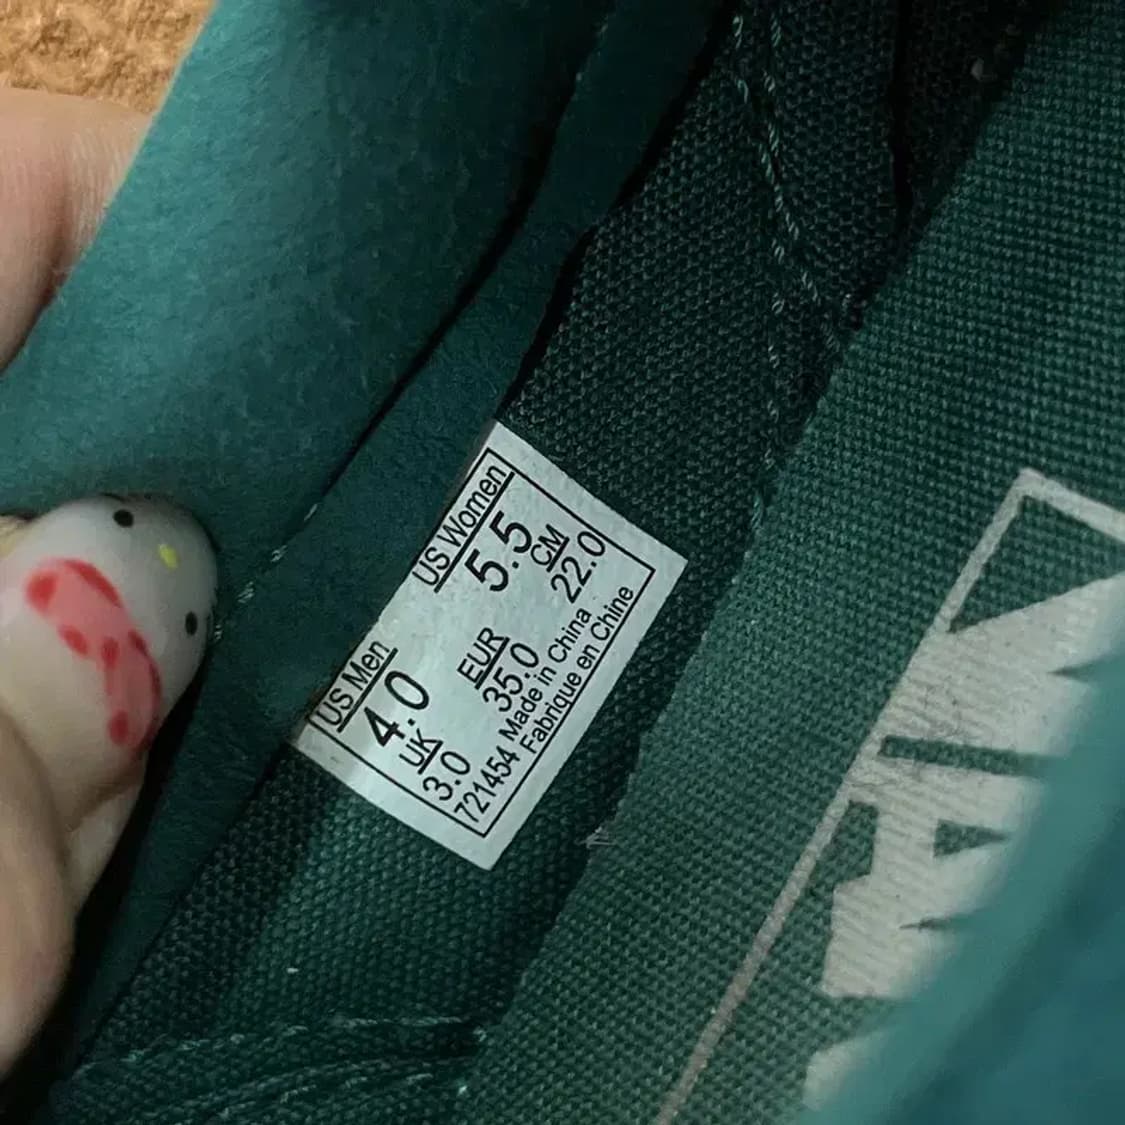 US Men
US Women
4.0
5.5
UK
EUR
CM
3.0
35.0
22.0
721454 Made in China
Fabrique en Chine